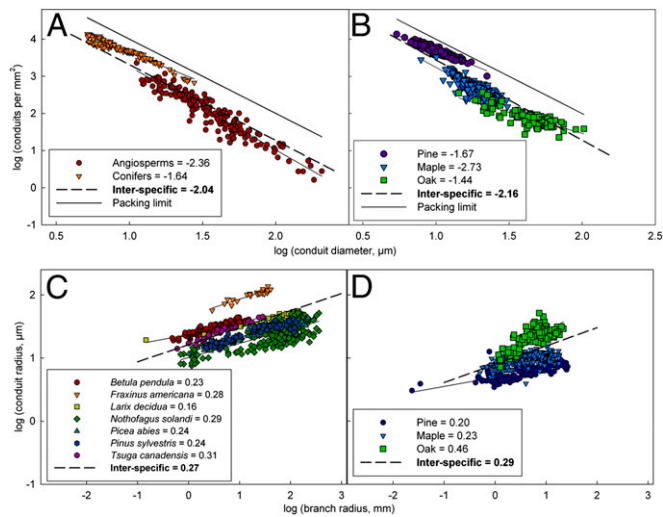 A
B
log (conduits per mm²)
4
3
2
1
0
-1
Angiosperms = -2.36
Conifers = -1.64
Inter-specific = -2.04
Packing limit
Pine = -1.67
Maple = -2.73
Oak = -1.44
Inter-specific = -2.16
Packing limit
0.5 1.0 1.5 2.0 0.5 1.0 1.5 2.0 2.5
log (conduit diameter, µm)
C
D
log (conduit radius, µm)
2
1
0
-1
Betula pendula = 0.23
Fraxinus americana = 0.28
Larix decidua = 0.16
Nothofagus solandi = 0.29
Picea abies = 0.24
Pinus sylvestris = 0.24
Tsuga canadensis = 0.31
Inter-specific = 0.27
Pine = 0.20
Maple = 0.23
Oak = 0.46
Inter-specific = 0.29
-2 -1 0 1 2 3 -2 -1 0 1 2 3
log (branch radius, mm)